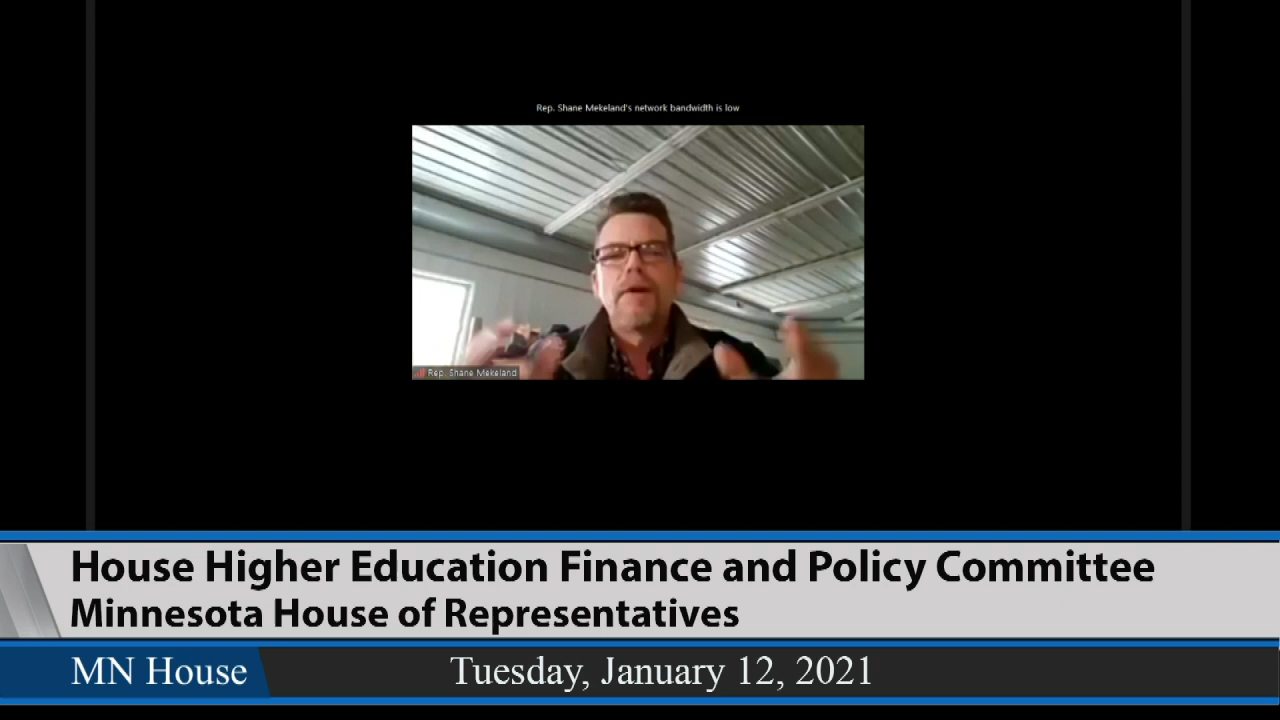 Rep. Shane Mekeland's network bandwidth is low
Rep. Shane Mekeland
House Higher Education Finance and Policy Committee
Minnesota House of Representatives
MN House
Tuesday, January 12, 2021